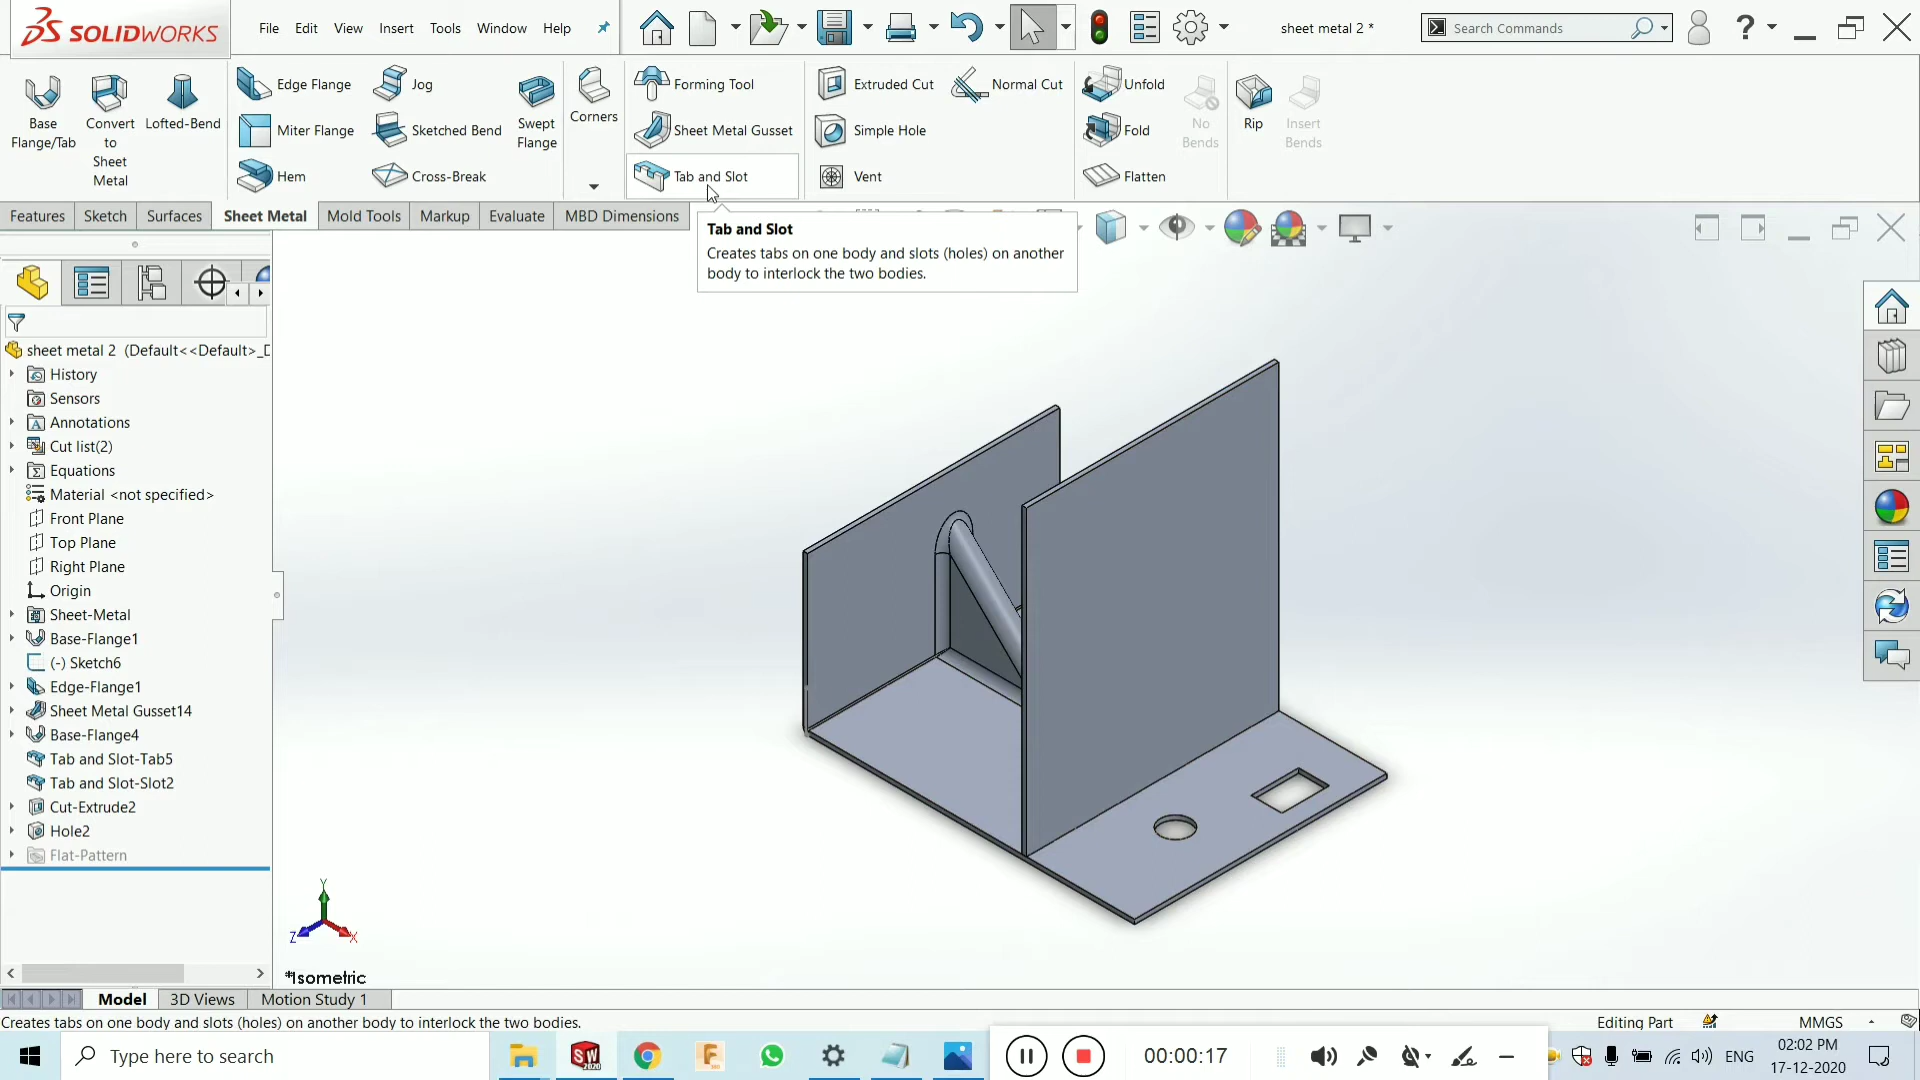 SOLIDWORKS File Edit View Insert Tools Window Help sheet metal 2 * Search Commands ?
Base Flange/Tab
Convert to Sheet Metal
Lofted-Bend
Edge Flange
Miter Flange
Hem
Jog
Sketched Bend
Cross-Break
Swept Flange
Corners
Forming Tool
Sheet Metal Gusset
Tab and Slot
Extruded Cut
Simple Hole
Vent
Normal Cut
Unfold
Fold
Flatten
No Bends
Rip
Insert Bends
Features Sketch Surfaces Sheet Metal Mold Tools Markup Evaluate MBD Dimensions
Tab and Slot
Creates tabs on one body and slots (holes) on another
body to interlock the two bodies.
sheet metal 2 (Default<<Default>_D
History
Sensors
Annotations
Cut list(2)
Equations
Material <not specified>
Front Plane
Top Plane
Right Plane
Origin
Sheet-Metal
Base-Flange1
(-) Sketch6
Edge-Flange1
Sheet Metal Gusset14
Base-Flange4
Tab and Slot-Tab5
Tab and Slot-Slot2
Cut-Extrude2
Hole2
Flat-Pattern
Y
Z X
*Isometric
Model 3D Views Motion Study 1
Creates tabs on one body and slots (holes) on another body to interlock the two bodies. Editing Part MMGS
Type here to search 00:00:17 ENG 02:02 PM
17-12-2020